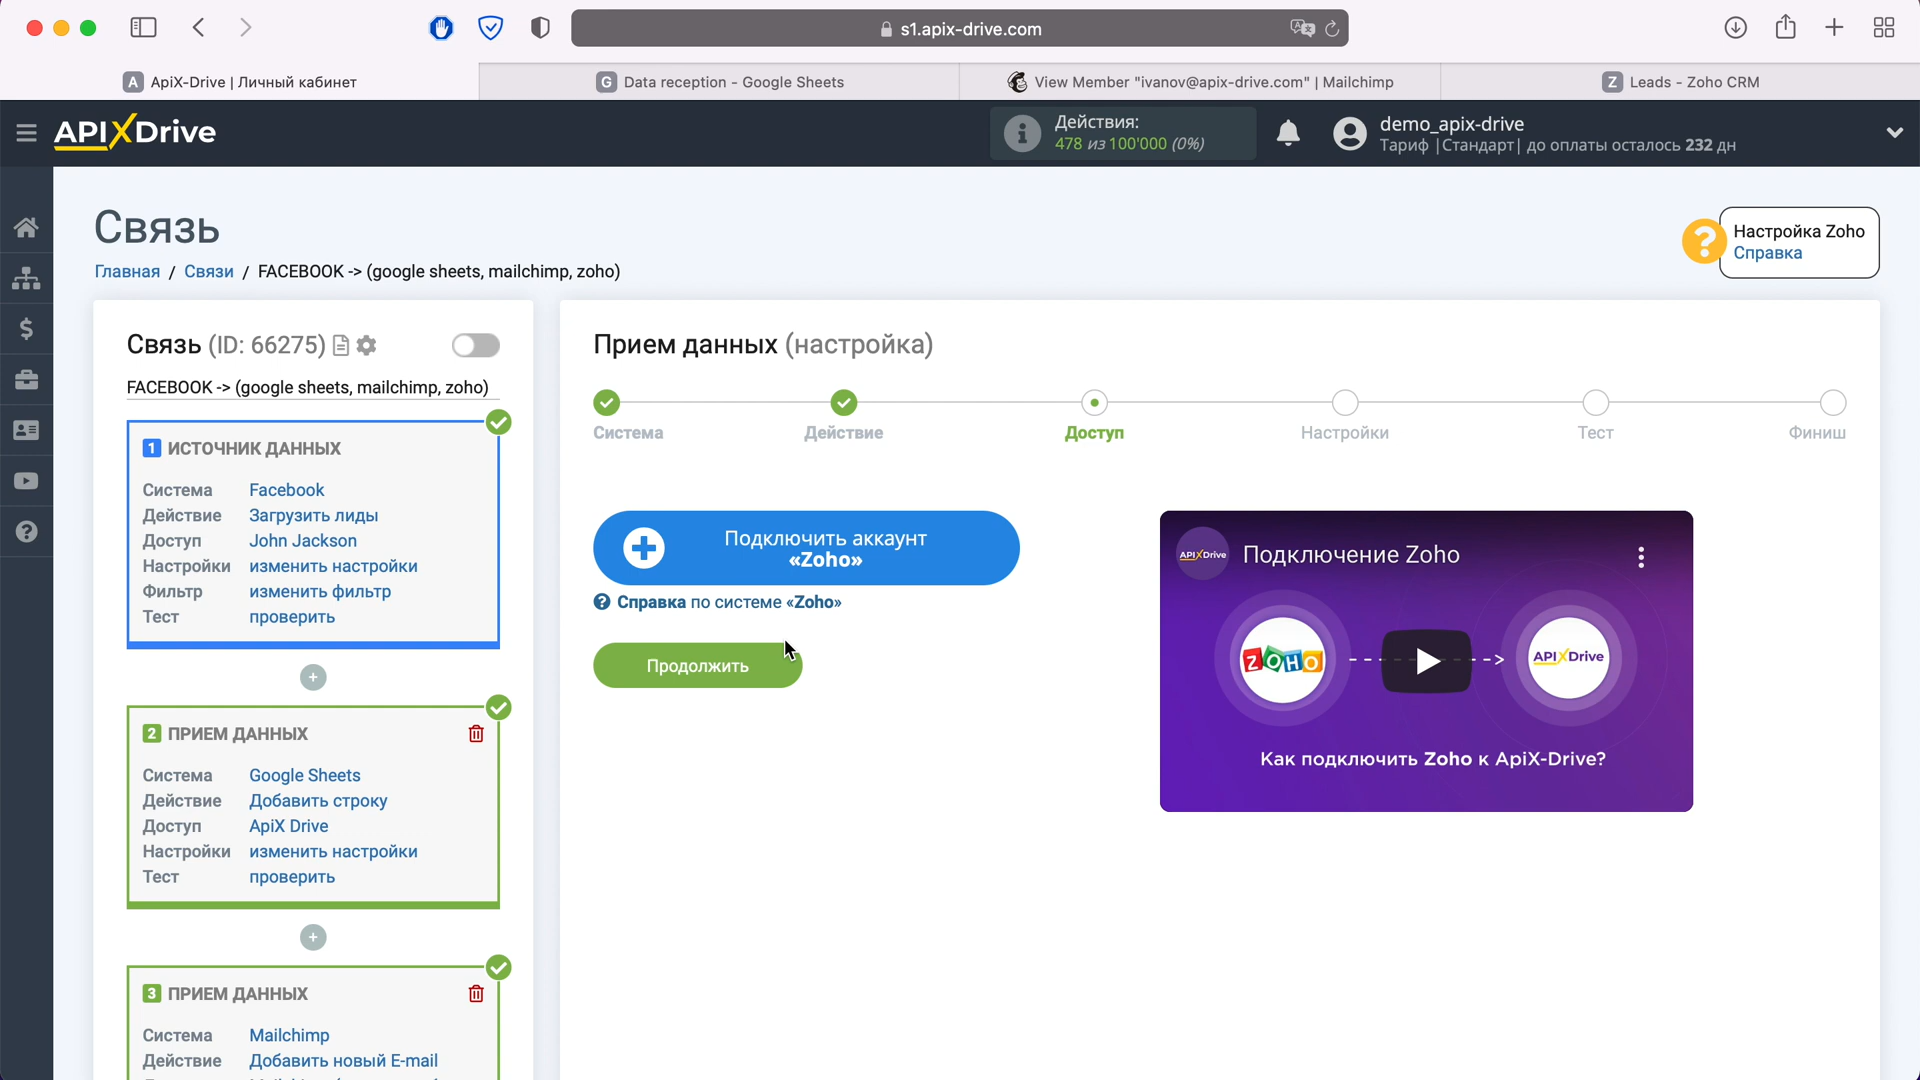 s1.apix-drive.com
A ApiX-Drive | Личный кабинет
G Data reception - Google Sheets
View Member "ivanov@apix-drive.com" | Mailchimp
Z Leads - Zoho CRM
APIXDrive
Действия:
478 из 100'000 (0%)
demo_apix-drive
Тариф |Стандарт| до оплаты осталось 232 дн
Связь
Главная / Связи / FACEBOOK -> (google sheets, mailchimp, zoho)
Настройка Zoho
Справка
Связь (ID: 66275)
FACEBOOK -> (google sheets, mailchimp, zoho)
1 ИСТОЧНИК ДАННЫХ
Система Facebook
Действие Загрузить лиды
Доступ John Jackson
Настройки изменить настройки
Фильтр изменить фильтр
Тест проверить
2 ПРИЕМ ДАННЫХ
Система Google Sheets
Действие Добавить строку
Доступ ApiX Drive
Настройки изменить настройки
Тест проверить
3 ПРИЕМ ДАННЫХ
Система Mailchimp
Действие Добавить новый E-mail
Прием данных (настройка)
Система Действие Доступ Настройки Тест Финиш
Подключить аккаунт
«Zoho»
Справка по системе «Zoho»
Продолжить
APIXDrive Подключение Zoho
ZOHO
APIXDrive
Как подключить Zoho к ApiX-Drive?